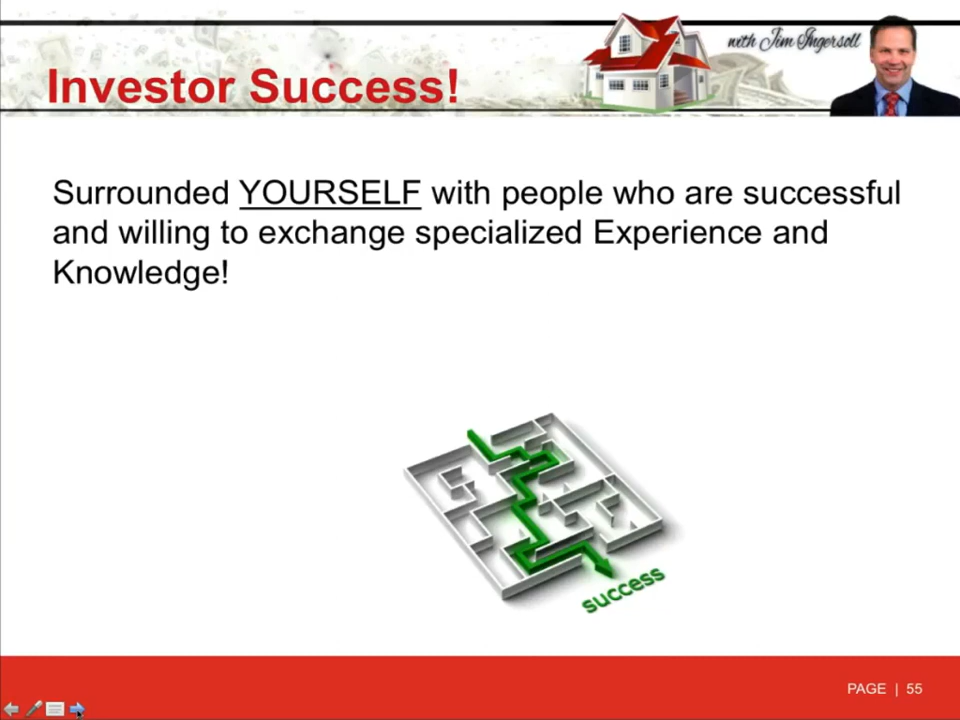 with Jim Ingersoll
Investor Success!
Surrounded YOURSELF with people who are successful
and willing to exchange specialized Experience and
Knowledge!
success
PAGE | 55